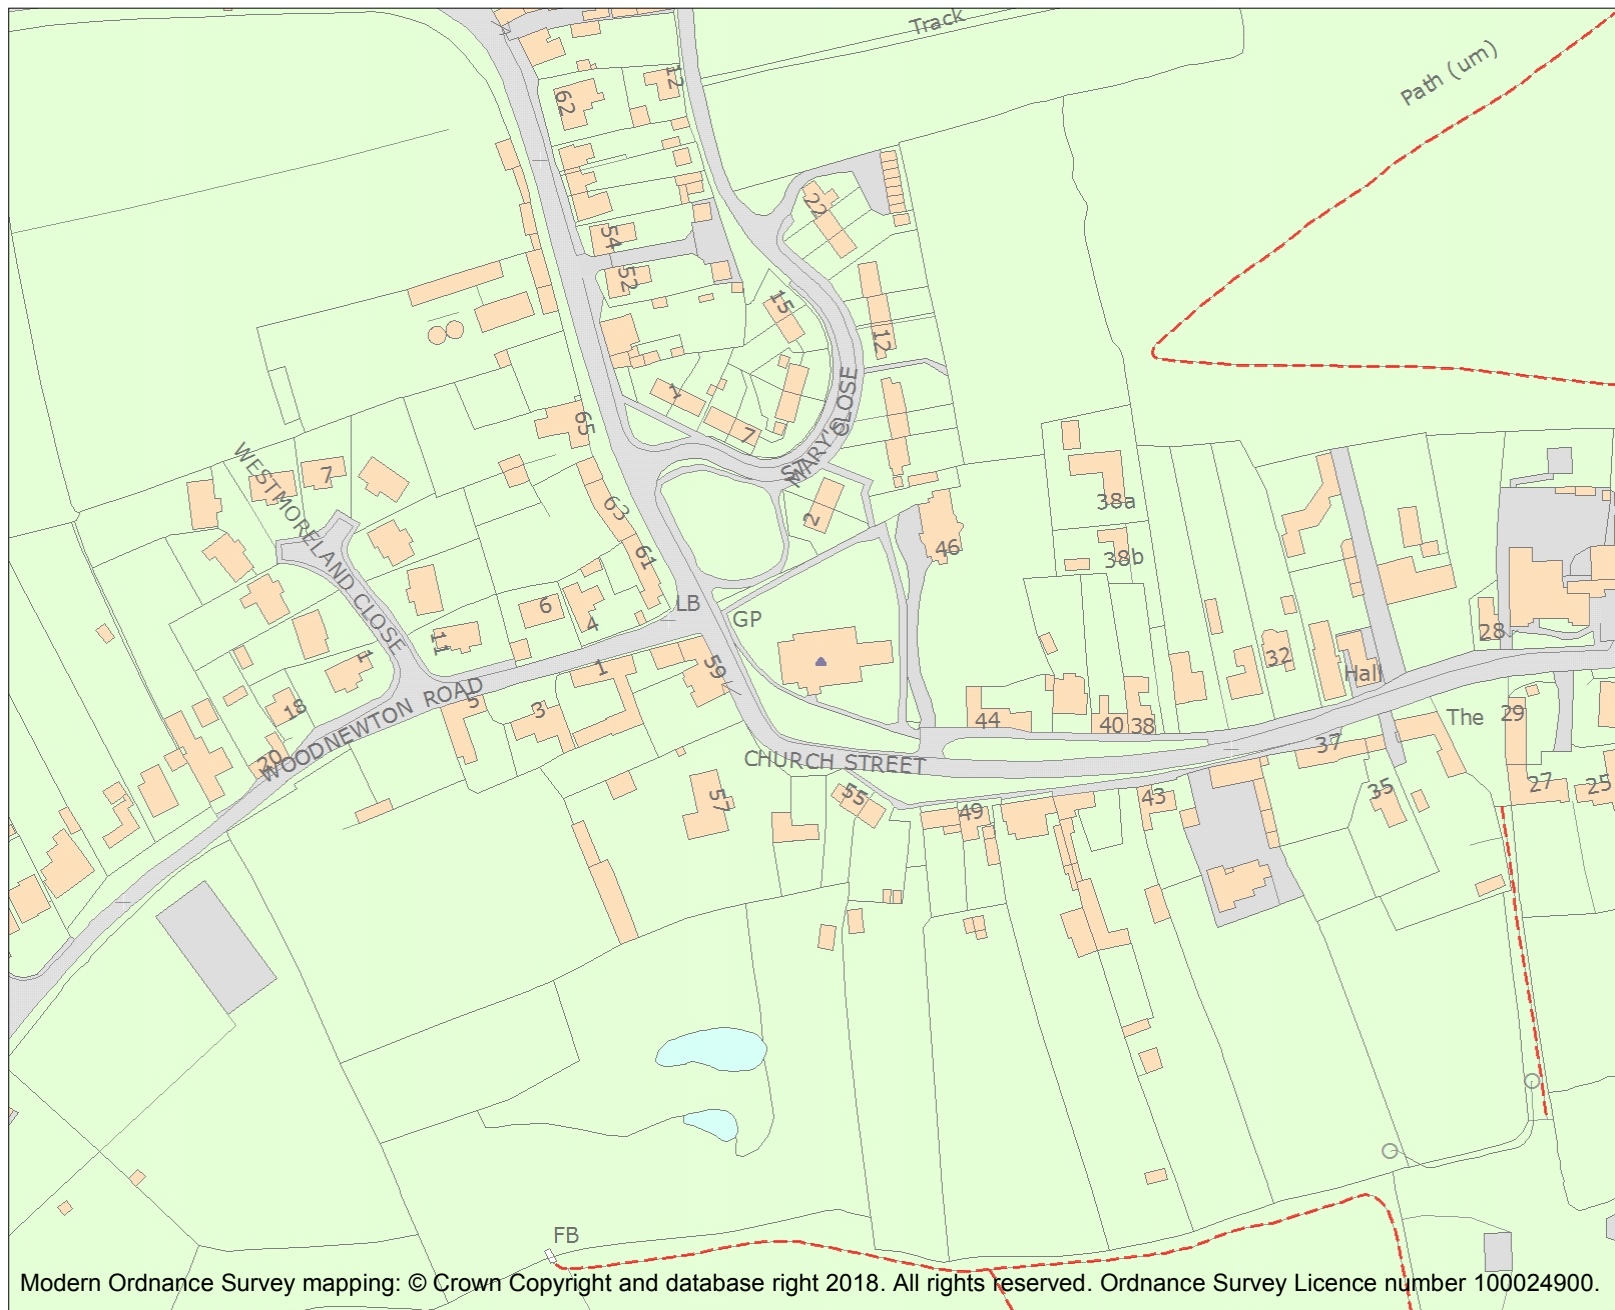 Track
Path (um)
12
62
22
54
52
15
12
1
ST MARY'S CLOSE
65
7
WESTMORELAND CLOSE
7
2
63
38a
46
38b
61
6
LB
4
GP
28
11
32
1
59
Hall
1
18
5
3
44
40
38
The
29
WOODNEWTON ROAD
20
CHURCH STREET
37
57
55
49
43
35
27
25
FB
Modern Ordnance Survey mapping: © Crown Copyright and database right 2018. All rights reserved. Ordnance Survey Licence number 100024900.